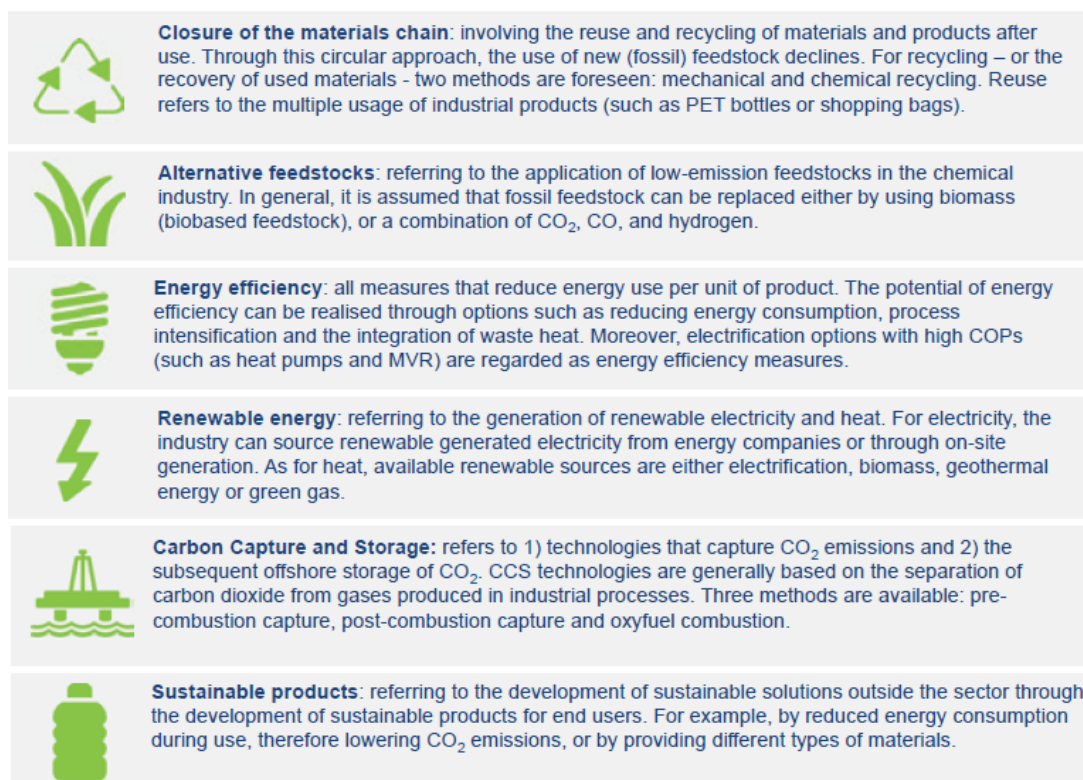 Closure of the materials chain: involving the reuse and recycling of materials and products after
use. Through this circular approach, the use of new (fossil) feedstock declines. For recycling – or the
recovery of used materials - two methods are foreseen: mechanical and chemical recycling. Reuse
refers to the multiple usage of industrial products (such as PET bottles or shopping bags).
Alternative feedstocks: referring to the application of low-emission feedstocks in the chemical
industry. In general, it is assumed that fossil feedstock can be replaced either by using biomass
(biobased feedstock), or a combination of CO₂, CO, and hydrogen.
Energy efficiency: all measures that reduce energy use per unit of product. The potential of energy
efficiency can be realised through options such as reducing energy consumption, process
intensification and the integration of waste heat. Moreover, electrification options with high COPs
(such as heat pumps and MVR) are regarded as energy efficiency measures.
Renewable energy: referring to the generation of renewable electricity and heat. For electricity, the
industry can source renewable generated electricity from energy companies or through on-site
generation. As for heat, available renewable sources are either electrification, biomass, geothermal
energy or green gas.
Carbon Capture and Storage: refers to 1) technologies that capture CO₂ emissions and 2) the
subsequent offshore storage of CO₂. CCS technologies are generally based on the separation of
carbon dioxide from gases produced in industrial processes. Three methods are available: pre-
combustion capture, post-combustion capture and oxyfuel combustion.
Sustainable products: referring to the development of sustainable solutions outside the sector through
the development of sustainable products for end users. For example, by reduced energy consumption
during use, therefore lowering CO₂ emissions, or by providing different types of materials.